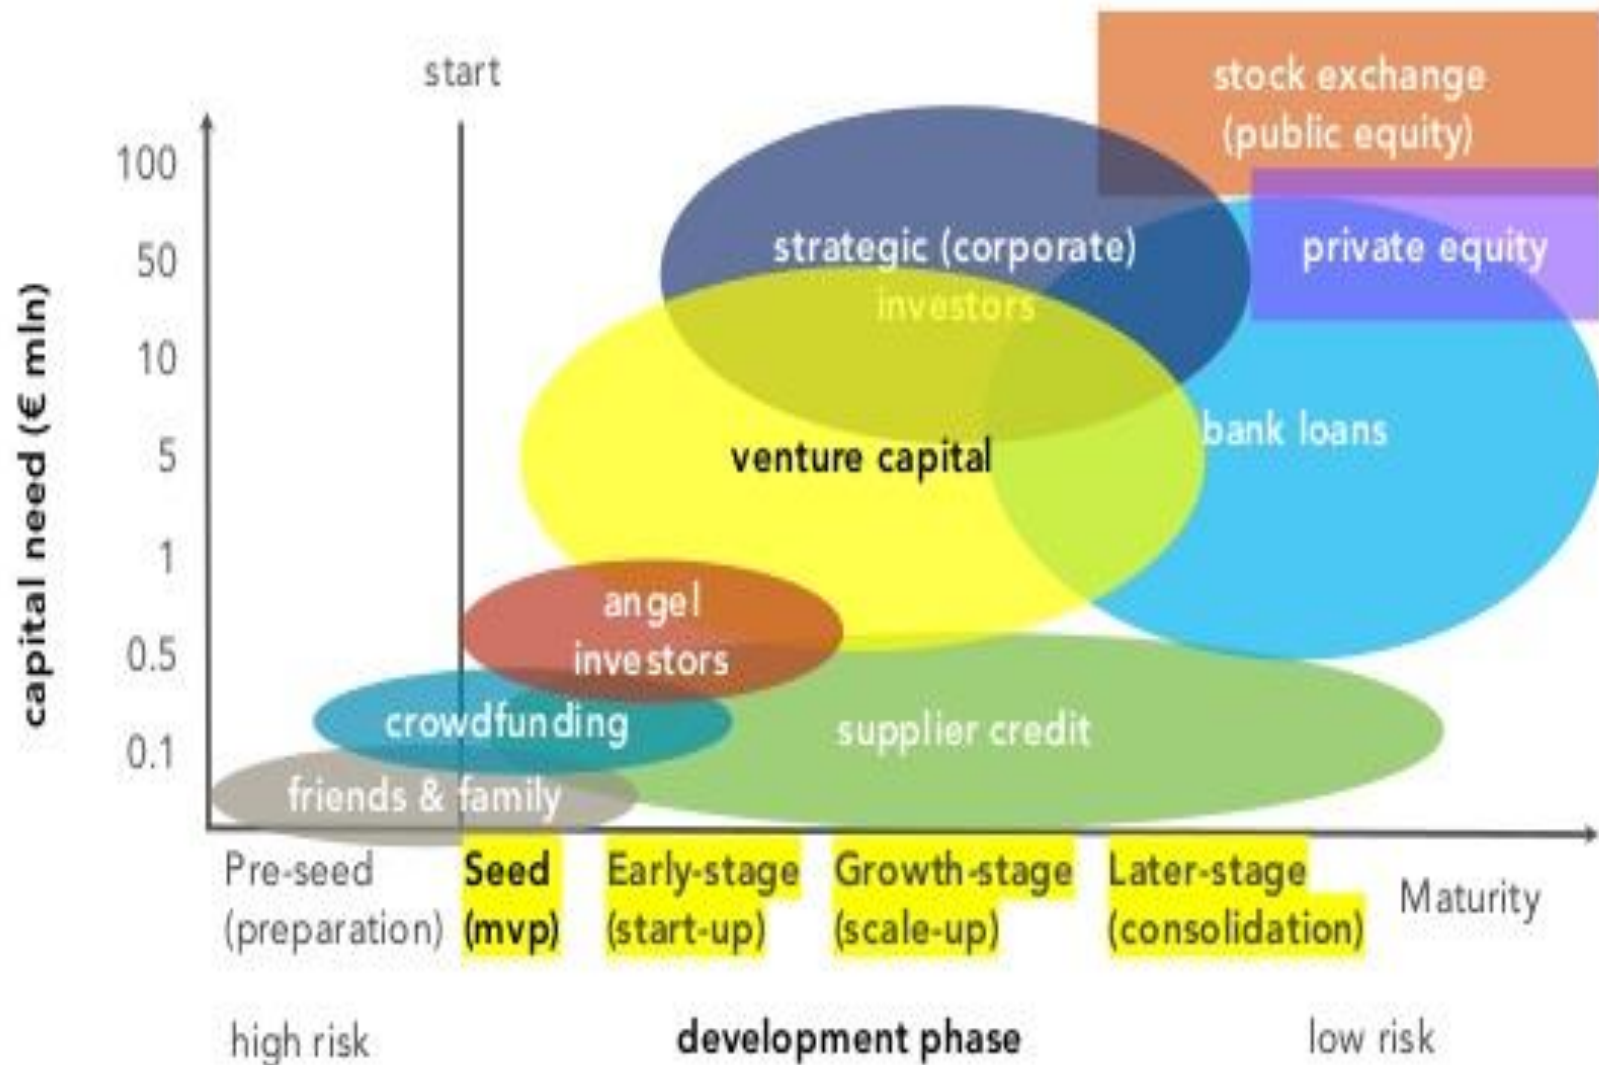 start
stock exchange
(public equity)
100
50
10
5
1
0.5
0.1
capital need (€ mln)
strategic (corporate)
investors
private equity
bank loans
venture capital
angel
investors
crowdfunding
supplier credit
friends & family
Pre-seed
(preparation)
Seed
(mvp)
Early-stage
(start-up)
Growth-stage
(scale-up)
Later-stage
(consolidation)
Maturity
high risk
development phase
low risk